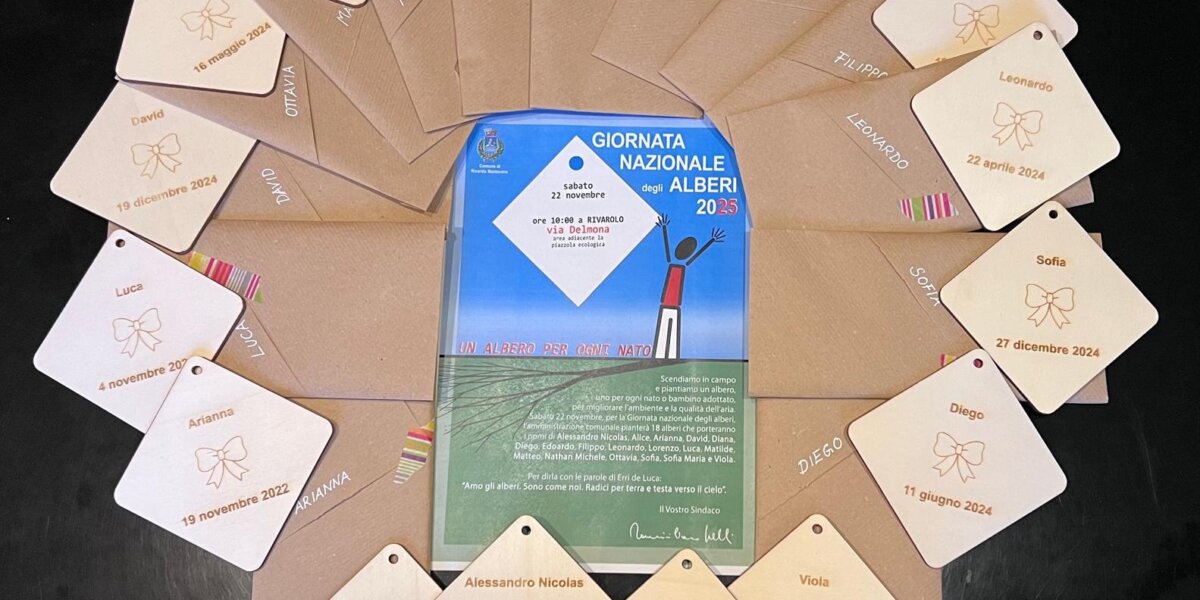 16 maggio 2024
OTTAVIA
FILIPPO
Leonardo
22 aprile 2024
LEONARDO
David
19 dicembre 2024
DAVID
Comune di
Rivarolo Mantovano
GIORNATA
NAZIONALE
degli ALBERI
2025
sabato
22 novembre
ore 10:00 a RIVAROLO
via Delmona
area adiacente la
piazzola ecologica
UN ALBERO PER OGNI NATO
Scendiamo in campo
e piantiamo un albero,
uno per ogni nato o bambino adottato,
per migliorare l'ambiente e la qualità dell'aria.
Sabato 22 novembre, per la Giornata nazionale degli alberi,
l'amministrazione comunale pianterà 18 alberi che porteranno
i nomi di Alessandro Nicolas, Alice, Arianna, David, Diana,
Diego, Edoardo, Filippo, Leonardo, Lorenzo, Luca, Matilde,
Matteo, Nathan Michele, Ottavia, Sofia, Sofia Maria e Viola.
Per dirla con le parole di Erri de Luca:
"Amo gli alberi. Sono come noi. Radici per terra e testa verso il cielo".
Il Vostro Sindaco
Luca
4 novembre
LUCA
Sofia
27 dicembre 2024
SOFIA
Arianna
19 novembre 2022
ARIANNA
Diego
11 giugno 2024
DIEGO
Alessandro Nicolas
Viola